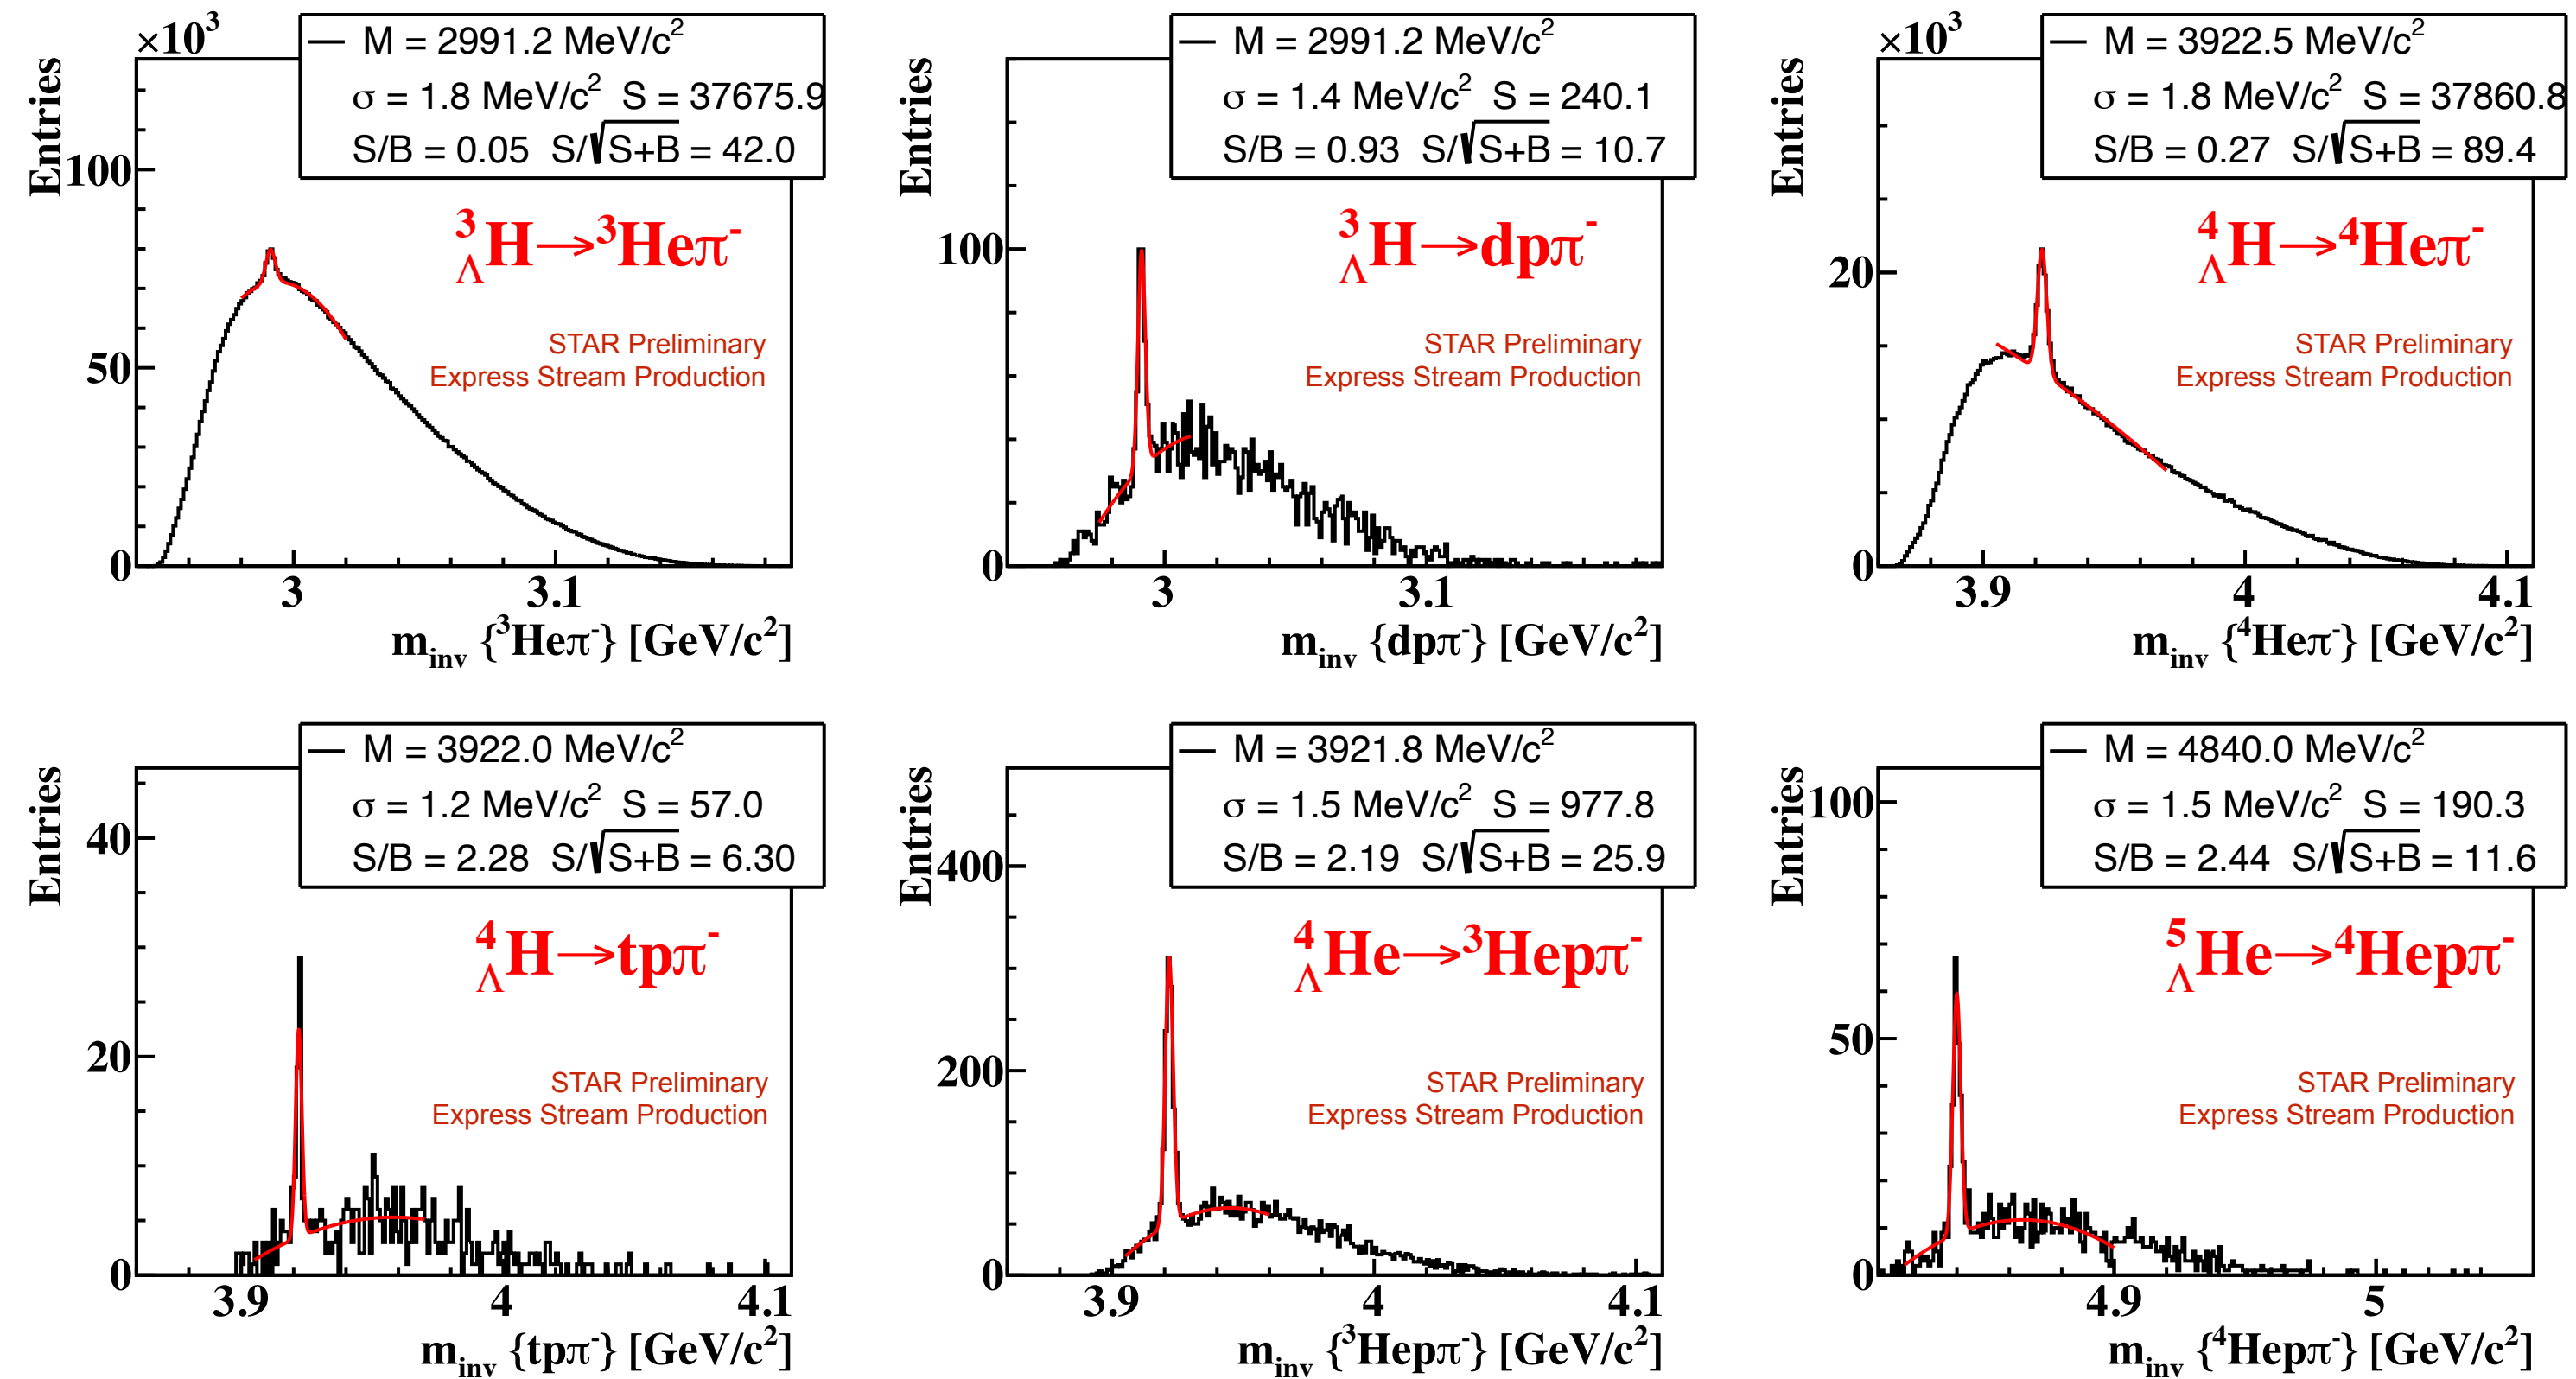 ×10³
Entries
— M = 2991.2 MeV/c²
σ = 1.8 MeV/c² S = 37675.9
S/B = 0.05 S/√S+B = 42.0
³ΛH→³Heπ⁻
STAR Preliminary
Express Stream Production
100
50
0
3
3.1
m_inv {³Heπ⁻} [GeV/c²]
Entries
— M = 2991.2 MeV/c²
σ = 1.4 MeV/c² S = 240.1
S/B = 0.93 S/√S+B = 10.7
³ΛH→dpπ⁻
STAR Preliminary
Express Stream Production
100
0
3
3.1
m_inv {dpπ⁻} [GeV/c²]
×10³
Entries
— M = 3922.5 MeV/c²
σ = 1.8 MeV/c² S = 37860.8
S/B = 0.27 S/√S+B = 89.4
⁴ΛH→⁴Heπ⁻
STAR Preliminary
Express Stream Production
20
0
3.9
4
4.1
m_inv {⁴Heπ⁻} [GeV/c²]
Entries
— M = 3922.0 MeV/c²
σ = 1.2 MeV/c² S = 57.0
S/B = 2.28 S/√S+B = 6.30
⁴ΛH→tpπ⁻
STAR Preliminary
Express Stream Production
40
20
0
3.9
4
4.1
m_inv {tpπ⁻} [GeV/c²]
Entries
— M = 3921.8 MeV/c²
σ = 1.5 MeV/c² S = 977.8
S/B = 2.19 S/√S+B = 25.9
⁴ΛHe→³Hepπ⁻
STAR Preliminary
Express Stream Production
400
200
0
3.9
4
4.1
m_inv {³Hepπ⁻} [GeV/c²]
Entries
— M = 4840.0 MeV/c²
σ = 1.5 MeV/c² S = 190.3
S/B = 2.44 S/√S+B = 11.6
⁵ΛHe→⁴Hepπ⁻
STAR Preliminary
Express Stream Production
100
50
0
4.9
5
m_inv {⁴Hepπ⁻} [GeV/c²]